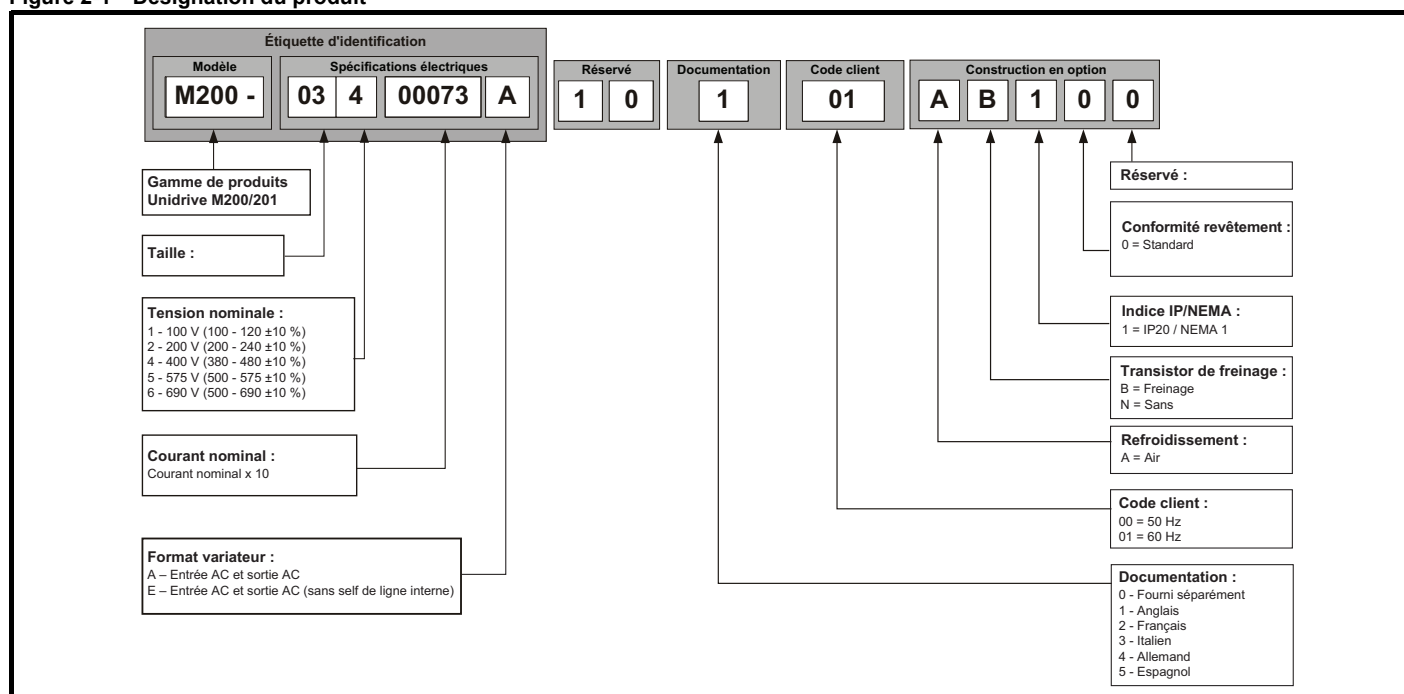 Figure 2-1 Désignation du produit
Étiquette d'identification
Modèle
Spécifications électriques
Réservé
Documentation
Code client
Construction en option
M200 -
03 4 00073 A
1 0
1
01
A B 1 0 0
Gamme de produits
Unidrive M200/201
Taille :
Tension nominale :
1 - 100 V (100 - 120 ±10 %)
2 - 200 V (200 - 240 ±10 %)
4 - 400 V (380 - 480 ±10 %)
5 - 575 V (500 - 575 ±10 %)
6 - 690 V (500 - 690 ±10 %)
Courant nominal :
Courant nominal x 10
Format variateur :
A – Entrée AC et sortie AC
E – Entrée AC et sortie AC (sans self de ligne interne)
Réservé :
Conformité revêtement :
0 = Standard
Indice IP/NEMA :
1 = IP20 / NEMA 1
Transistor de freinage :
B = Freinage
N = Sans
Refroidissement :
A = Air
Code client :
00 = 50 Hz
01 = 60 Hz
Documentation :
0 - Fourni séparément
1 - Anglais
2 - Français
3 - Italien
4 - Allemand
5 - Espagnol